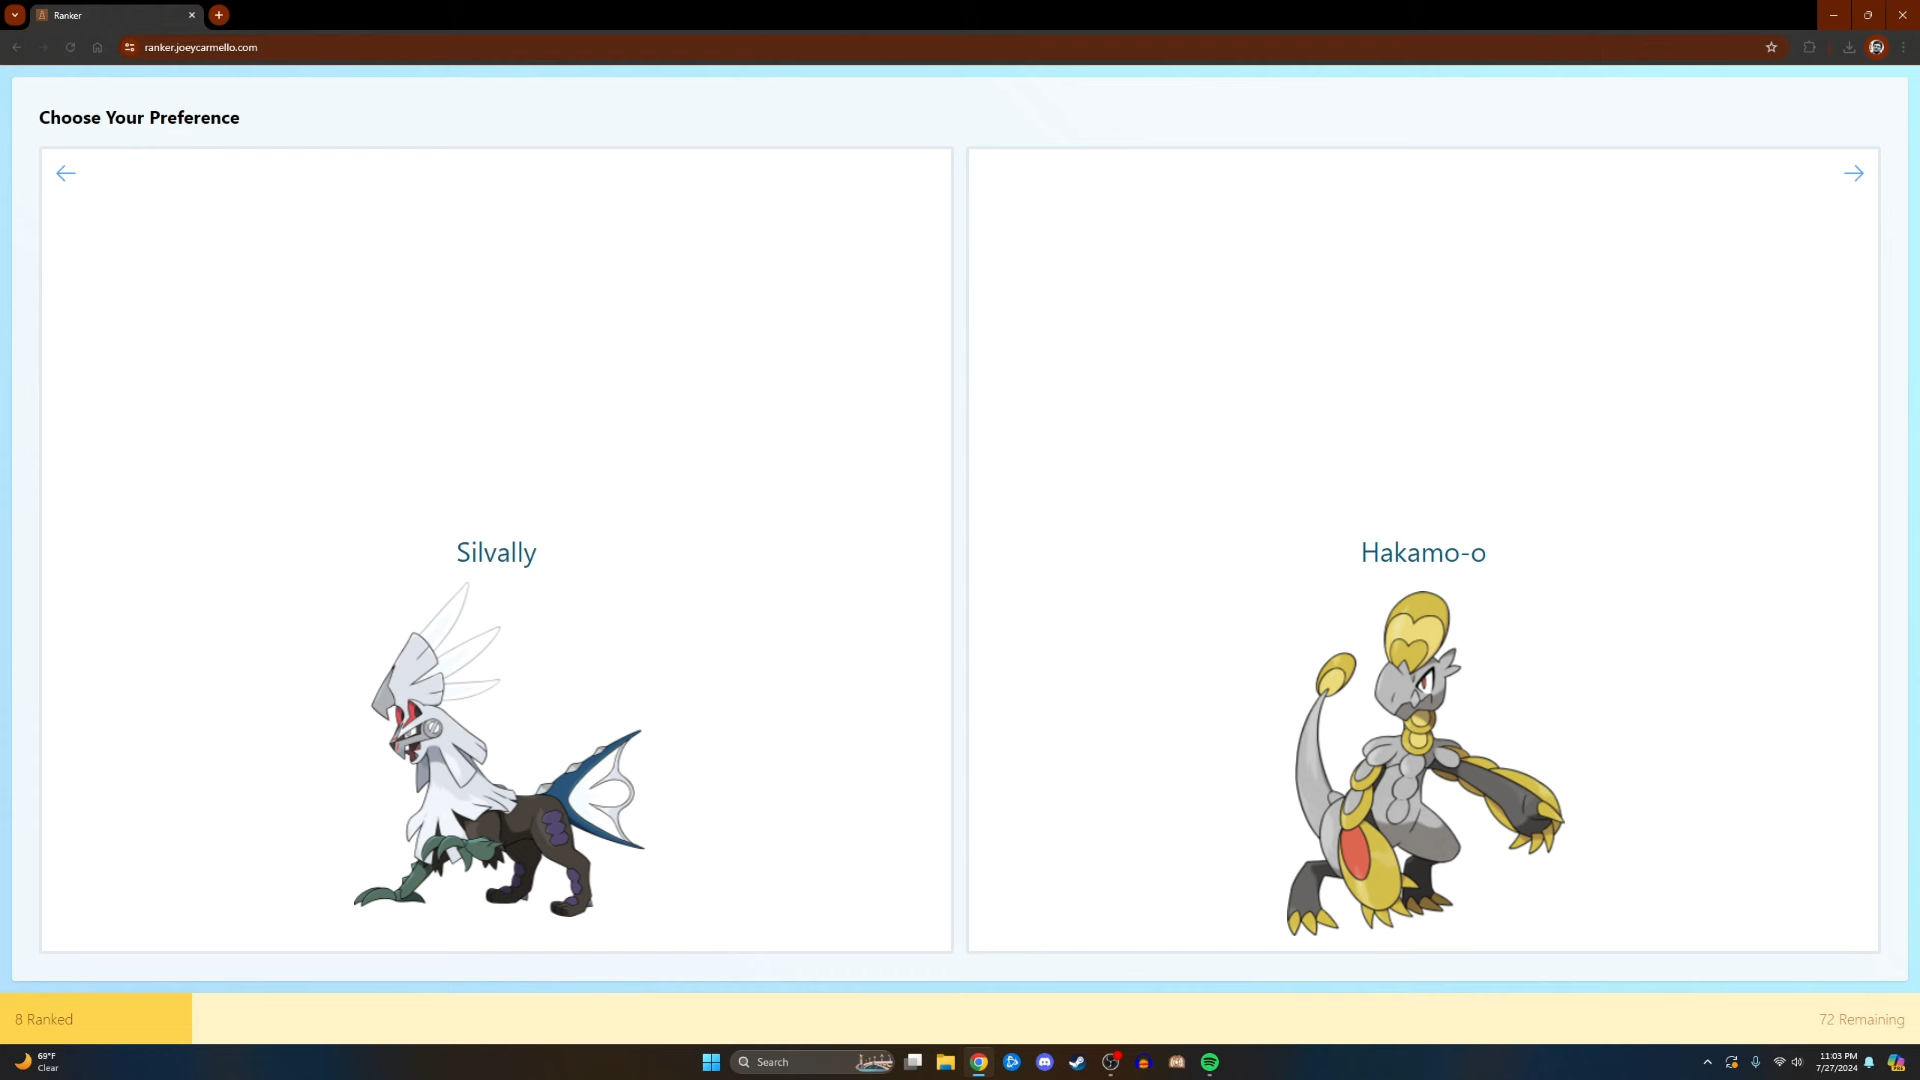 Ranker
ranker.joeycarmello.com
Choose Your Preference
Silvally
Hakamo-o
8 Ranked
72 Remaining
69°F
Clear
Search
11:03 PM
7/27/2024